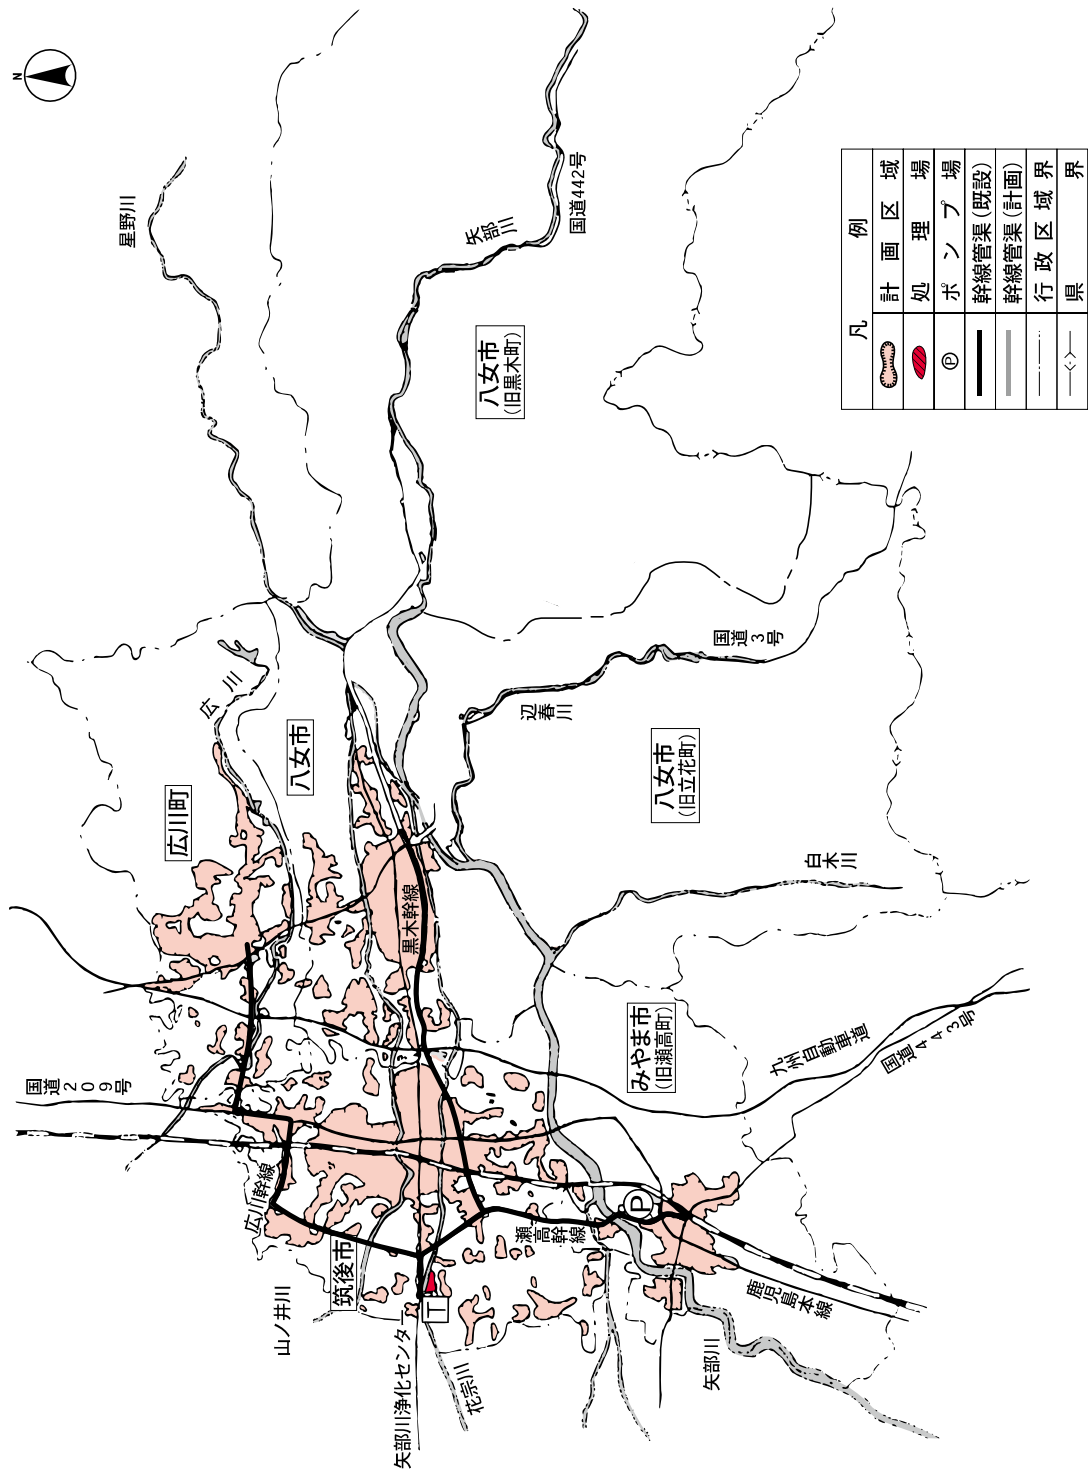 N
星野川
矢部川
国道442号
八女市
(旧黒木町)
広川
八女市
広川町
国道3号
辺春川
八女市
(旧立花町)
白木川
黒木幹線
みやま市
(旧瀬高町)
九州自動車道
国道443号
国道209号
広川幹線
瀬高幹線
P
筑後市
山ノ井川
T
矢部川浄化センター
花宗川
鹿児島本線
矢部川
凡例
計画区域
処理場
P ポンプ場
幹線管渠(既設)
幹線管渠(計画)
行政区域界
県界